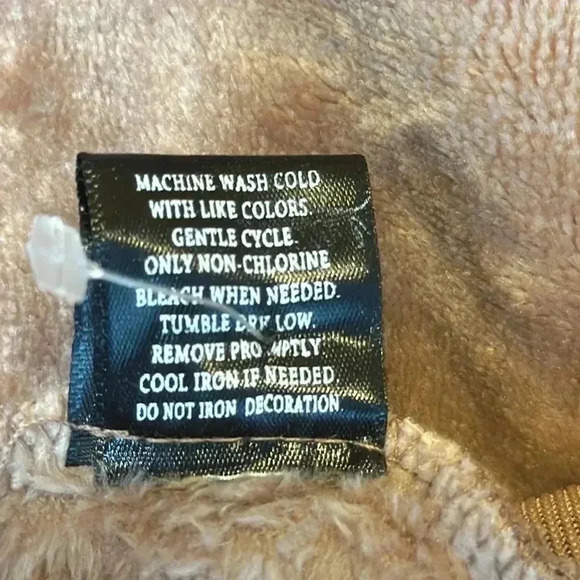 MACHINE WASH COLD
WITH LIKE COLORS.
GENTLE CYCLE.
ONLY NON-CHLORINE
BLEACH WHEN NEEDED.
TUMBLE DRY LOW.
REMOVE PROMPTLY
COOL IRON IF NEEDED
DO NOT IRON DECORATION